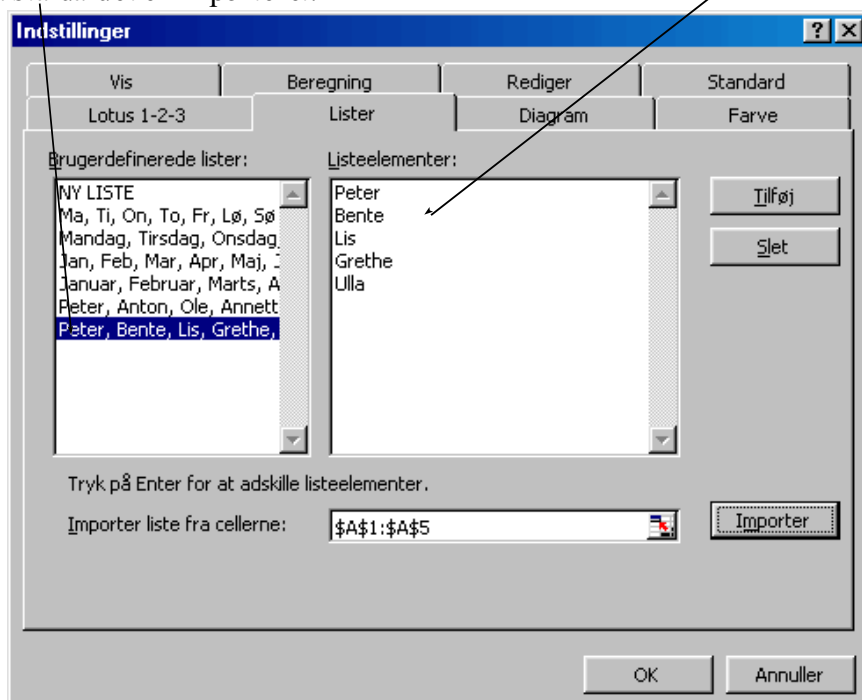 Indstillinger
Vis Beregning Rediger Standard
Lotus 1-2-3 Lister Diagram Farve
Brugerdefinerede lister: Listeelementer:
NY LISTE
Ma, Ti, On, To, Fr, Lø, Sø
Mandag, Tirsdag, Onsdag,
Jan, Feb, Mar, Apr, Maj, J
Januar, Februar, Marts, A
Peter, Anton, Ole, Annett
Peter, Bente, Lis, Grethe,
Peter
Bente
Lis
Grethe
Ulla
Tilføj
Slet
Tryk på Enter for at adskille listeelementer.
Importer liste fra cellerne: $A$1:$A$5 Importer
OK Annuller